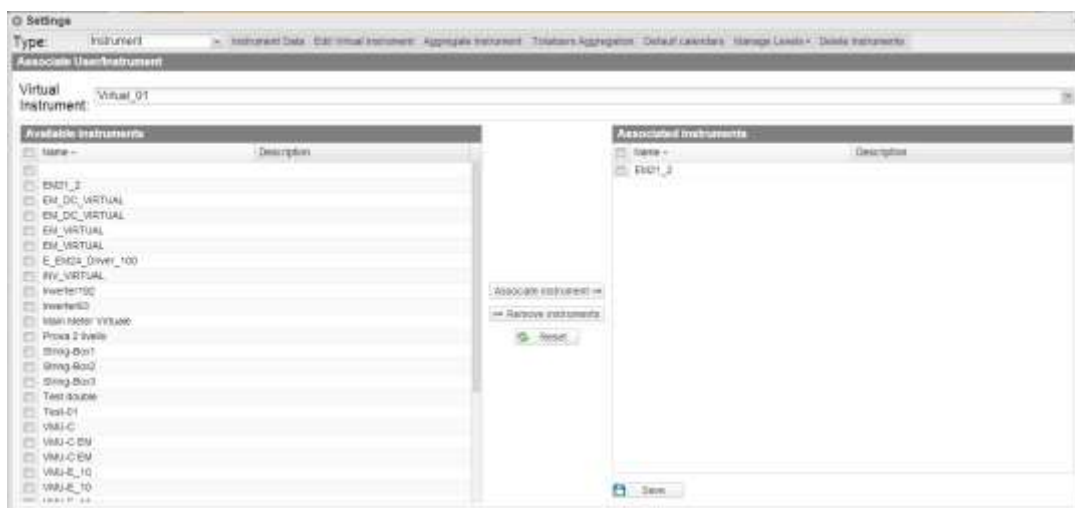 Settings
Type: Instrument Instrument Data Edit Virtual Instrument Aggregate Instrument Totalizers Aggregation Default calendars Manage Levels Delete Instruments
Associate User/Instrument
Virtual Instrument: Virtual_01
Available instruments
Name Description
EM21_2
EM_DC_VIRTUAL
EM_DC_VIRTUAL
EM_VIRTUAL
EM_VIRTUAL
E_EM24_Driver_100
INV_VIRTUAL
Main Meter Virtuale
Prova 2 livello
String-Box1
String-Box2
String-Box3
Test double
Test-01
VMU-C
VMU-C EM
VMU-C EM
VMU-E_10
VMU-E_10
Associate instrument
Remove instruments
Reset
Associated instruments
Name Description
EM21_2
Save